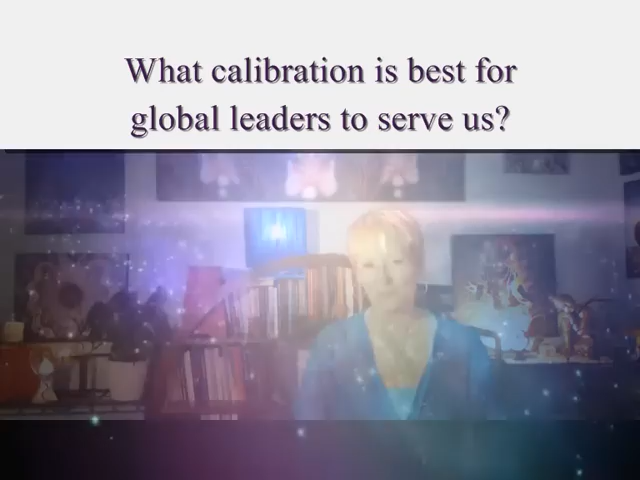 What calibration is best for
global leaders to serve us?